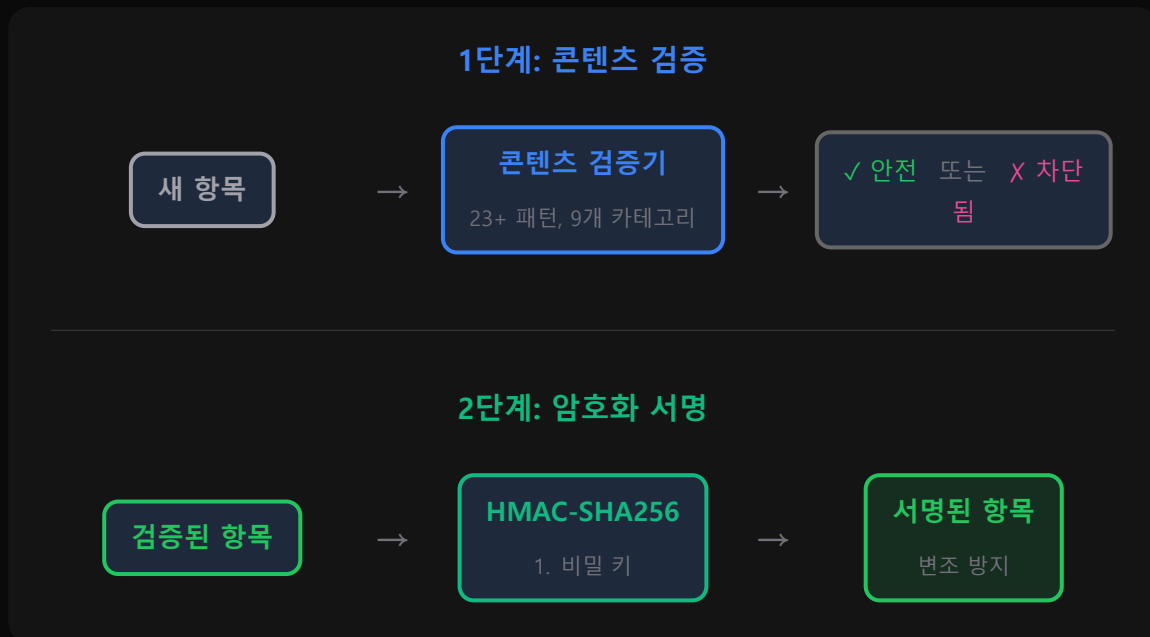 1단계: 콘텐츠 검증
새 항목
→
콘텐츠 검증기
23+ 패턴, 9개 카테고리
→
✓ 안전 또는 ✗ 차단
됨
2단계: 암호화 서명
검증된 항목
→
HMAC-SHA256
1. 비밀 키
→
서명된 항목
변조 방지